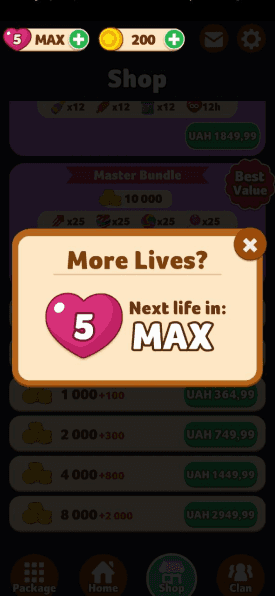 5 MAX
200
Shop
x12 x12 x12 12h
UAH 1849,99
Master Bundle
Best
Value
10 000
x25 x25 x25 x25
More Lives?
5
Next life in:
MAX
1 000 +100
UAH 364,99
2 000 +300
UAH 749,99
4 000 +800
UAH 1449,99
8 000 +2 000
UAH 2949,99
Package Home Shop Clan